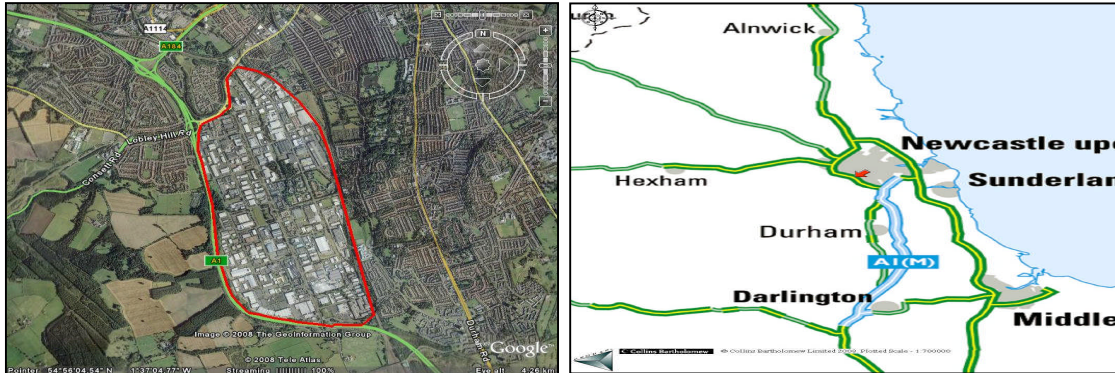 A1114
A184
N
Lobley Hill Rd
Consett Rd
A1
Durham Rd
Image © 2008 The GeoInformation Group
© 2008 Tele Atlas
Google
Pointer 54°56'04.54" N 1°37'04.77" W Streaming 100% Eye alt 4.26 km
Alnwick
Newcastle upo
Hexham
Sunderlan
Durham
A1(M)
Darlington
Middle
© Collins Bartholomew © Collins Bartholomew Limited 2003, Plotted Scale - 1:700000